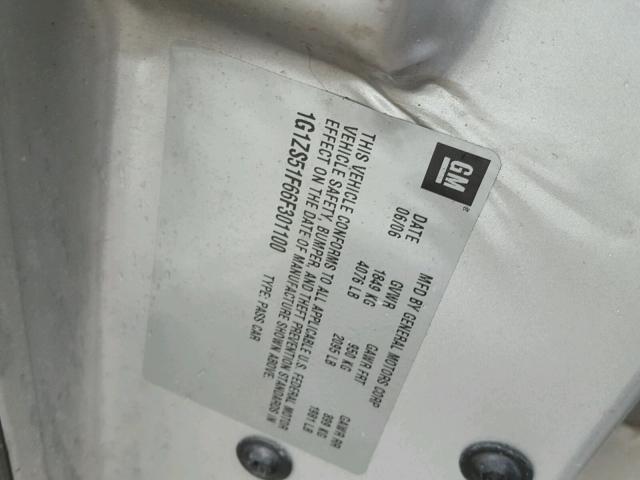 GM
MFD BY GENERAL MOTORS CORP
DATE GVWR GAWR FRT GAWR RR
06/06 1849 KG 950 KG 899 KG
4076 LB 2095 LB 1981 LB
THIS VEHICLE CONFORMS TO ALL APPLICABLE U.S. FEDERAL MOTOR
VEHICLE SAFETY, BUMPER, AND THEFT PREVENTION STANDARDS IN
EFFECT ON THE DATE OF MANUFACTURE SHOWN ABOVE.
1G1ZS51F66F301100 TYPE: PASS CAR